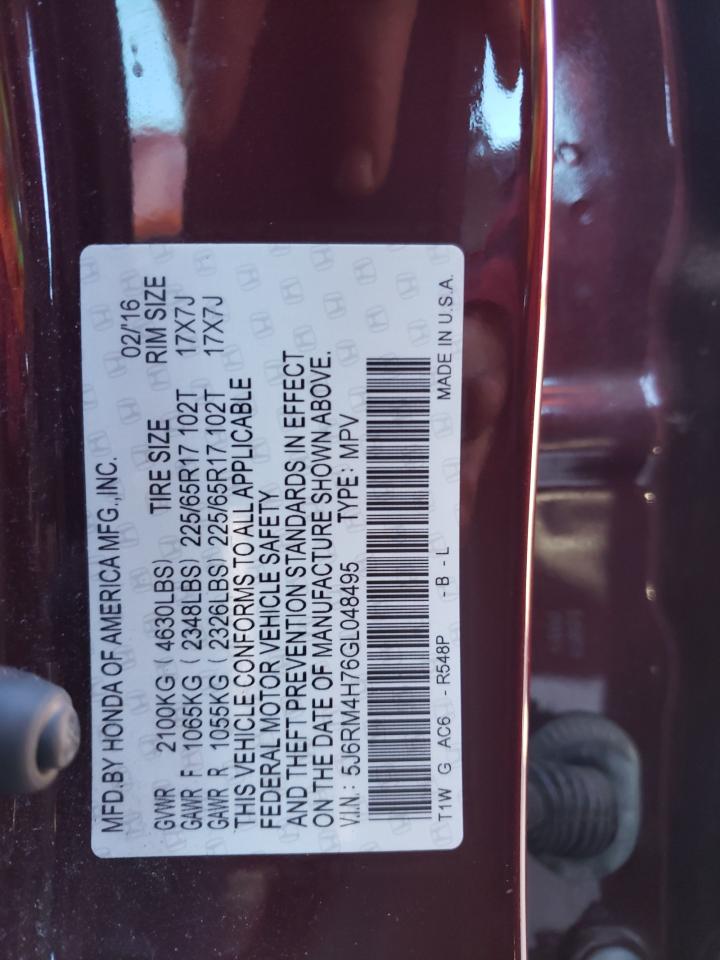 MFD.BY HONDA OF AMERICA MFG.,INC. 02/'16
GVWR 2100KG ( 4630LBS) TIRE SIZE RIM SIZE
GAWR F 1065KG ( 2348LBS) 225/65R17 102T 17X7J
GAWR R 1055KG ( 2326LBS) 225/65R17 102T 17X7J
THIS VEHICLE CONFORMS TO ALL APPLICABLE
FEDERAL MOTOR VEHICLE SAFETY
AND THEFT PREVENTION STANDARDS IN EFFECT
ON THE DATE OF MANUFACTURE SHOWN ABOVE.
V.I.N.: 5J6RM4H76GL048495 TYPE: MPV
T1W G AC6 - R548P - B - L MADE IN U.S.A.